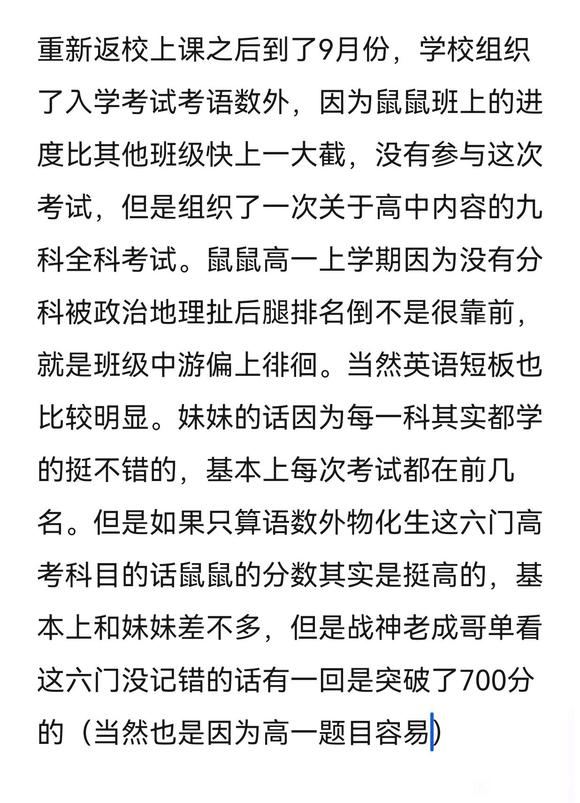 重新返校上课之后到了9月份，学校组织
了入学考试考语数外，因为鼠鼠班上的进
度比其他班级快上一大截，没有参与这次
考试，但是组织了一次关于高中内容的九
科全科考试。鼠鼠高一上学期因为没有分
科被政治地理扯后腿排名倒不是很靠前，
就是班级中游偏上徘徊。当然英语短板也
比较明显。妹妹的话因为每一科其实都学
的挺不错的，基本上每次考试都在前几
名。但是如果只算语数外物化生这六门高
考科目的话鼠鼠的分数其实是挺高的，基
本上和妹妹差不多，但是战神老成哥单看
这六门没记错的话有一回是突破了700分
的（当然也是因为高一题目容易）